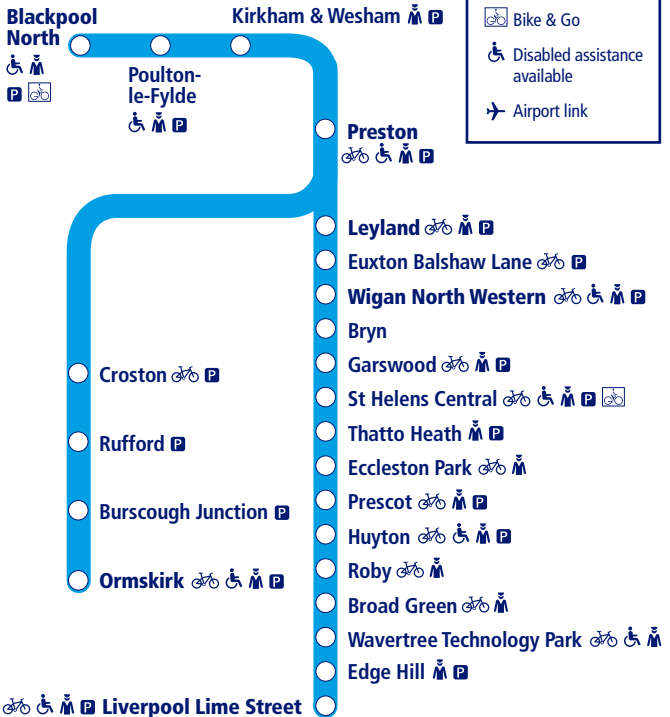 Blackpool
North
P
Poulton-
le-Fylde
P
Kirkham & Wesham P
Bike & Go
Disabled assistance
available
Airport link
Preston
P
Leyland P
Euxton Balshaw Lane P
Wigan North Western P
Bryn
Garswood P
St Helens Central P
Thatto Heath P
Eccleston Park
Prescot P
Huyton P
Roby
Broad Green
Wavertree Technology Park
Edge Hill P
P Liverpool Lime Street
Croston P
Rufford P
Burscough Junction P
Ormskirk P